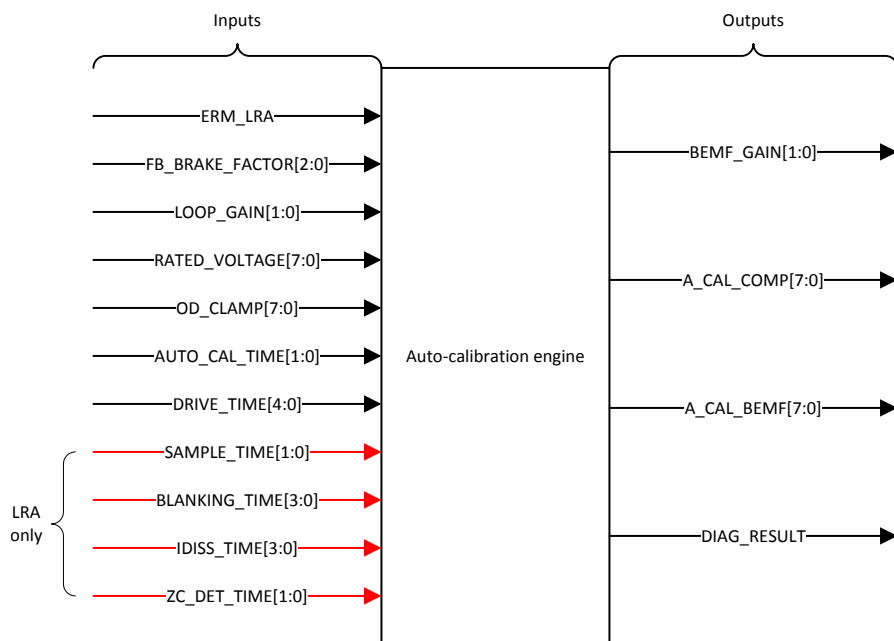 Inputs
Outputs
ERM_LRA
FB_BRAKE_FACTOR[2:0]
LOOP_GAIN[1:0]
RATED_VOLTAGE[7:0]
OD_CLAMP[7:0]
AUTO_CAL_TIME[1:0]
DRIVE_TIME[4:0]
SAMPLE_TIME[1:0]
BLANKING_TIME[3:0]
IDISS_TIME[3:0]
ZC_DET_TIME[1:0]
LRA
only
Auto-calibration engine
BEMF_GAIN[1:0]
A_CAL_COMP[7:0]
A_CAL_BEMF[7:0]
DIAG_RESULT